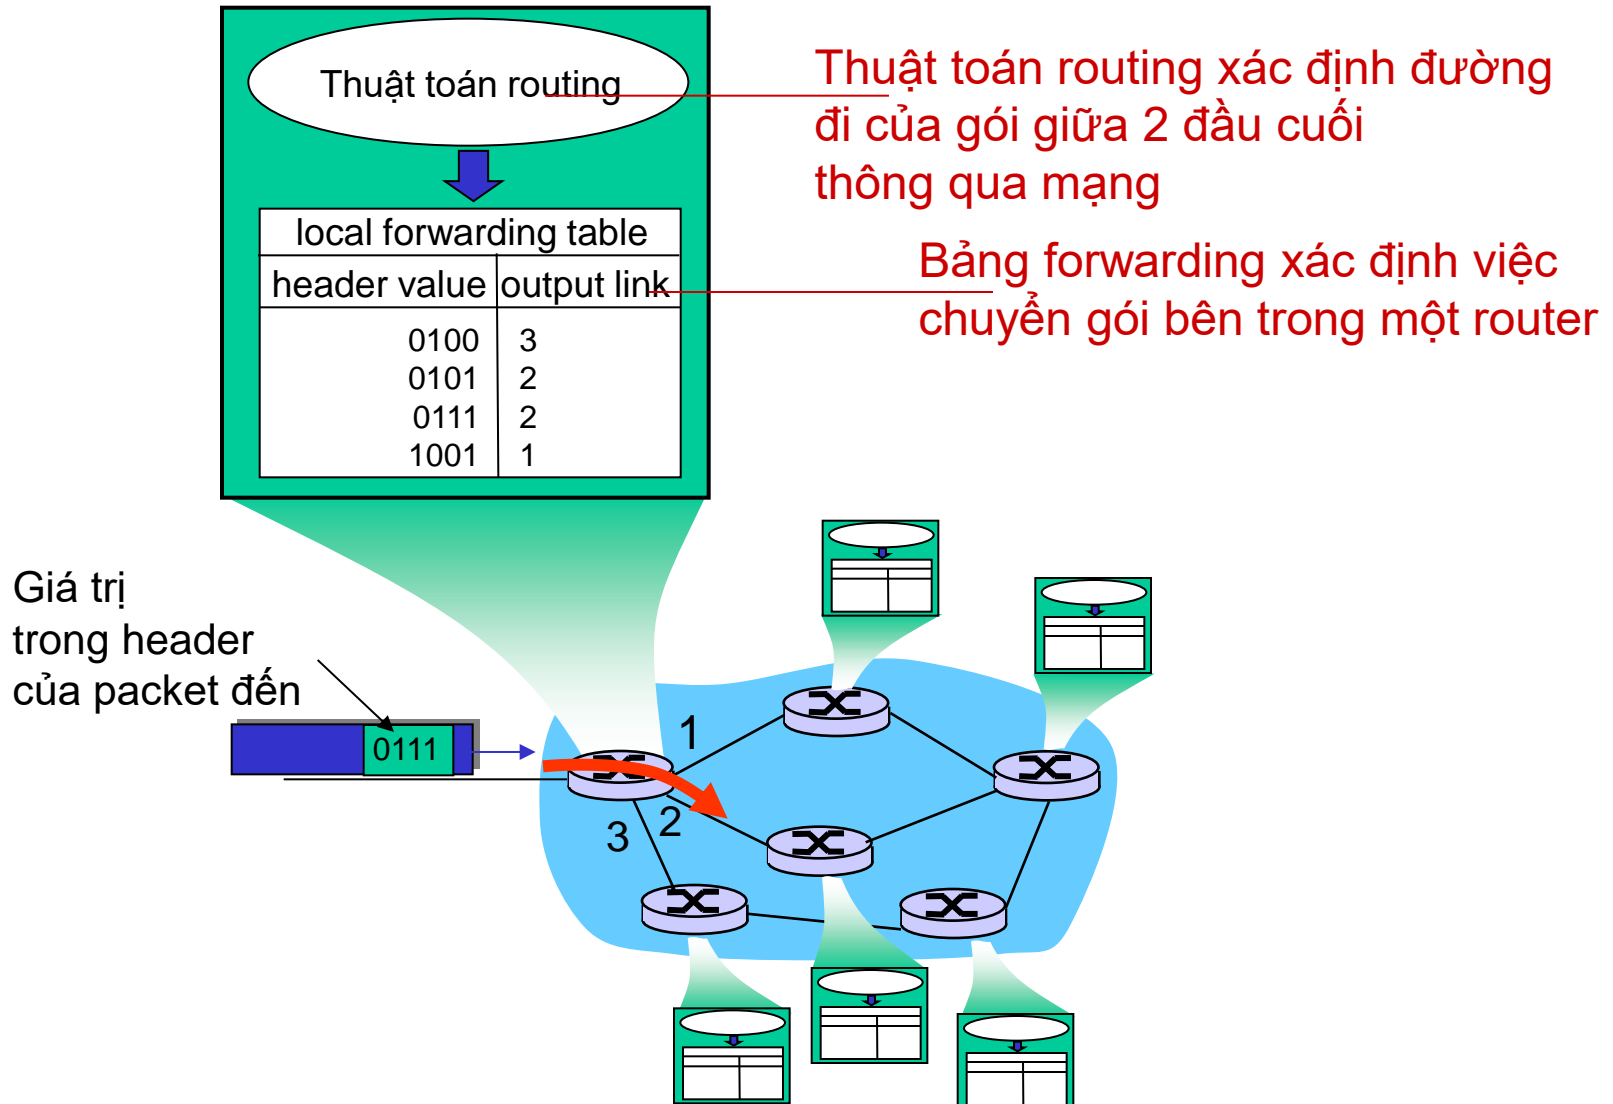 Thuật toán routing
Thuật toán routing xác định đường
đi của gói giữa 2 đầu cuối
thông qua mạng
local forwarding table
header value output link
0100 3
0101 2
0111 2
1001 1
Bảng forwarding xác định việc
chuyển gói bên trong một router
Giá trị
trong header
của packet đến
0111
1
2
3